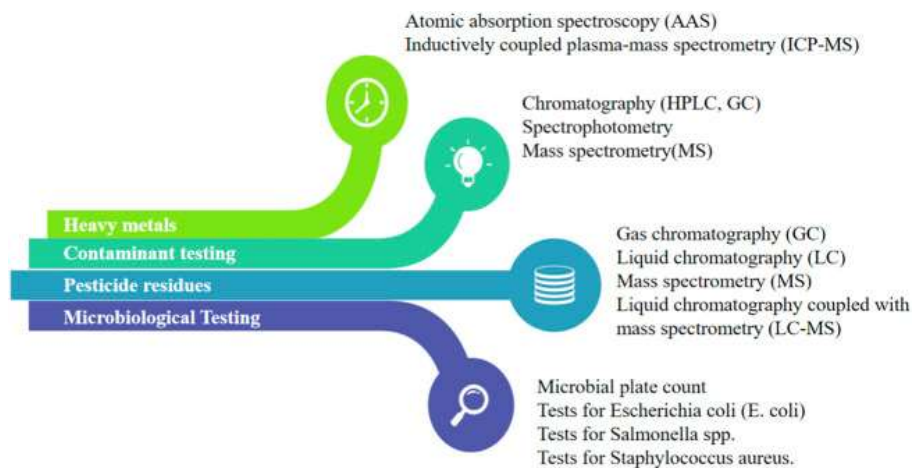 Atomic absorption spectroscopy (AAS)
Inductively coupled plasma-mass spectrometry (ICP-MS)
Chromatography (HPLC, GC)
Spectrophotometry
Mass spectrometry(MS)
Heavy metals
Contaminant testing
Pesticide residues
Microbiological Testing
Gas chromatography (GC)
Liquid chromatography (LC)
Mass spectrometry (MS)
Liquid chromatography coupled with
mass spectrometry (LC-MS)
Microbial plate count
Tests for Escherichia coli (E. coli)
Tests for Salmonella spp.
Tests for Staphylococcus aureus.